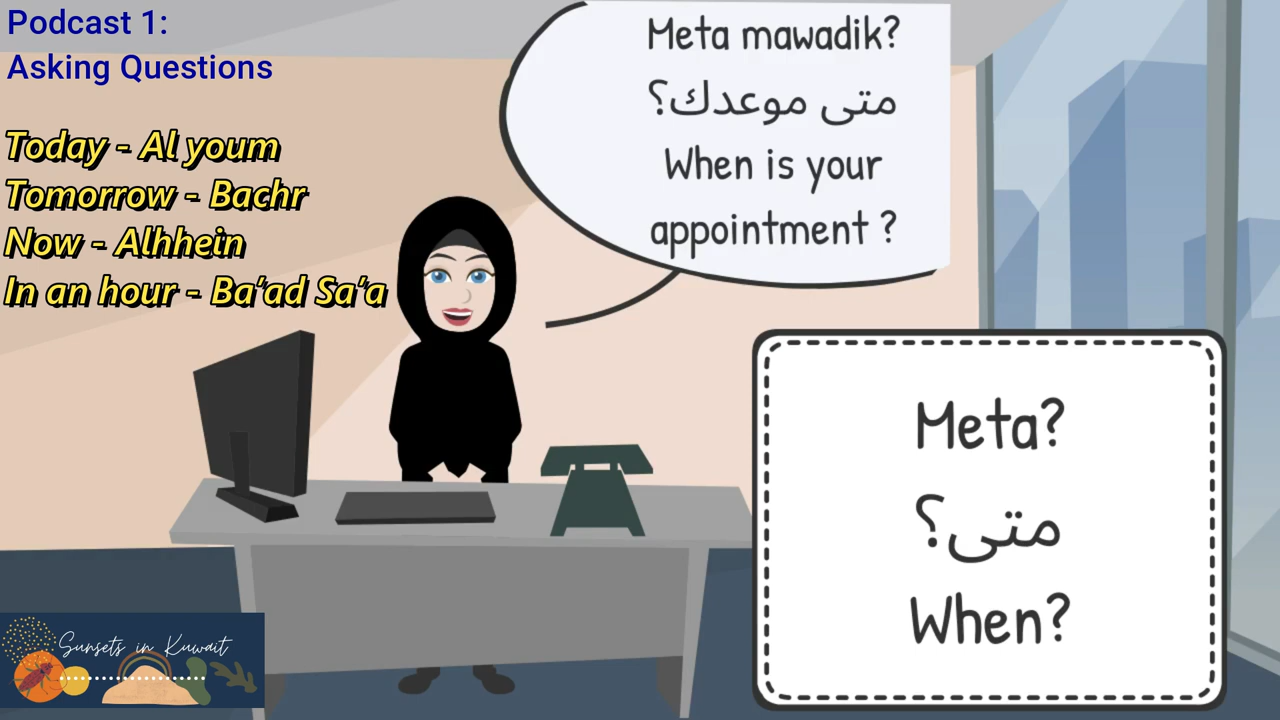 Podcast 1:
Asking Questions
Today - Al youm
Tomorrow - Bachr
Now - Alhhein
In an hour - Ba'ad Sa'a
Meta mawadik?
متى موعدك؟
When is your
appointment ?
Meta?
متى؟
When?
Sunsets in Kuwait